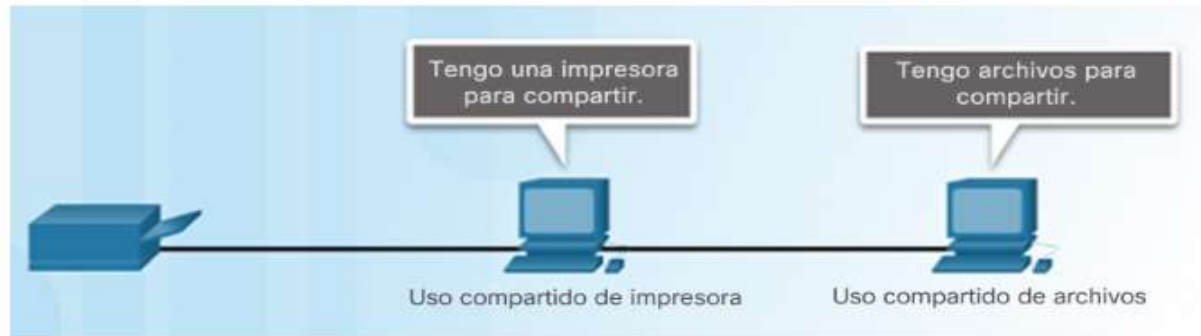 Tengo una impresora
para compartir.
Tengo archivos para
compartir.
Uso compartido de impresora
Uso compartido de archivos